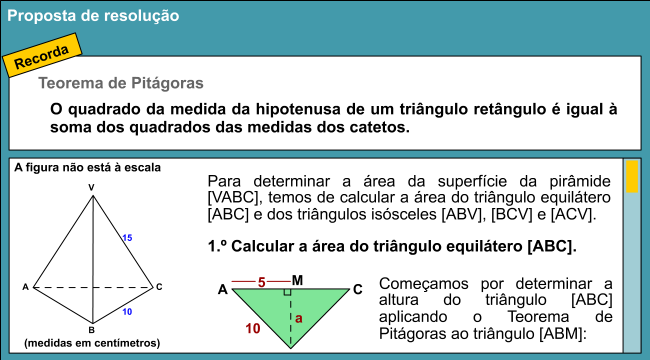 Proposta de resolução
Recorda
Teorema de Pitágoras
O quadrado da medida da hipotenusa de um triângulo retângulo é igual à
soma dos quadrados das medidas dos catetos.
A figura não está à escala
V
15
A
C
10
B
(medidas em centímetros)
Para determinar a área da superfície da pirâmide
[VABC], temos de calcular a área do triângulo equilátero
[ABC] e dos triângulos isósceles [ABV], [BCV] e [ACV].
1.º Calcular a área do triângulo equilátero [ABC].
A
5
M
C
10
a
Começamos por determinar a
altura do triângulo [ABC]
aplicando o Teorema de
Pitágoras ao triângulo [ABM]: